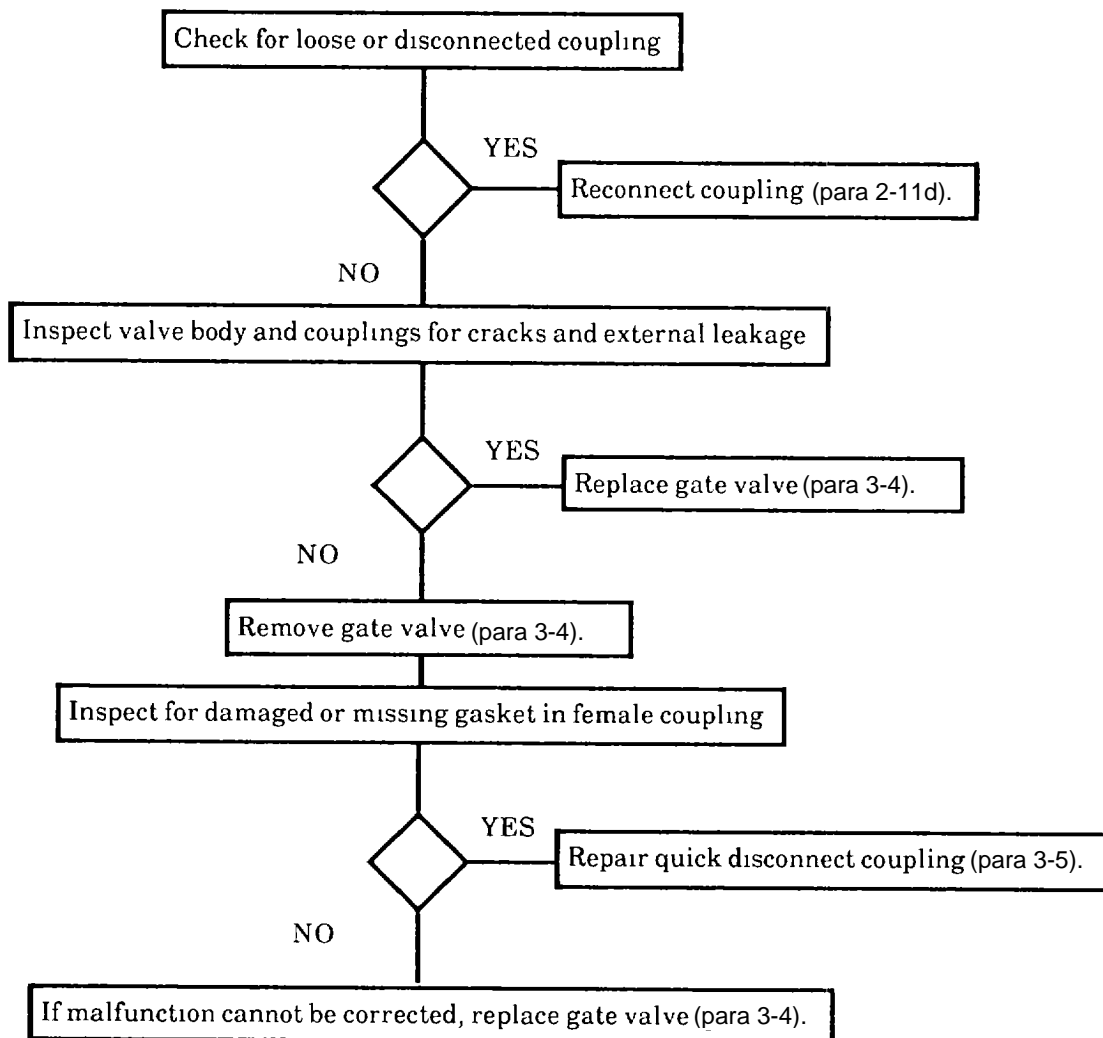 Check for loose or disconnected coupling
YES
Reconnect coupling (para 2-11d).
NO
Inspect valve body and couplings for cracks and external leakage
YES
Replace gate valve (para 3-4).
NO
Remove gate valve (para 3-4).
Inspect for damaged or missing gasket in female coupling
YES
Repair quick disconnect coupling (para 3-5).
NO
If malfunction cannot be corrected, replace gate valve (para 3-4).